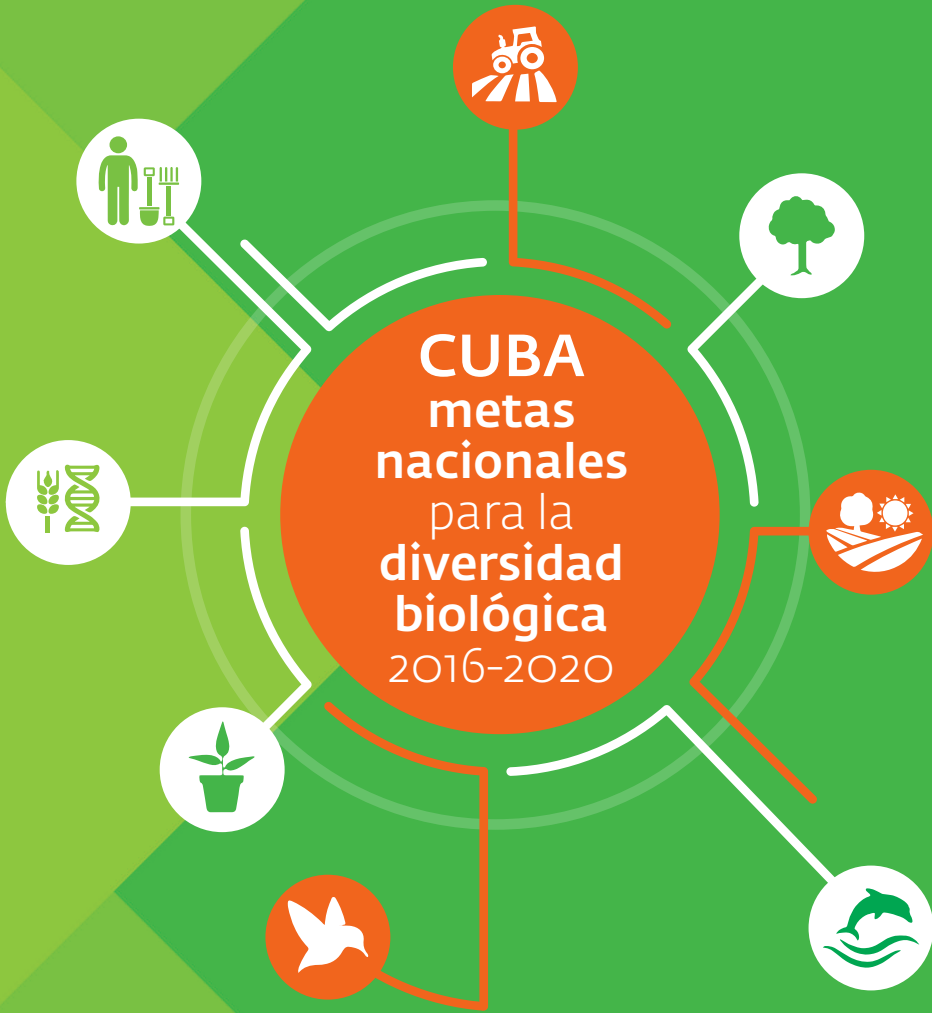 CUBA
metas
nacionales
para la
diversidad
biológica
2016-2020